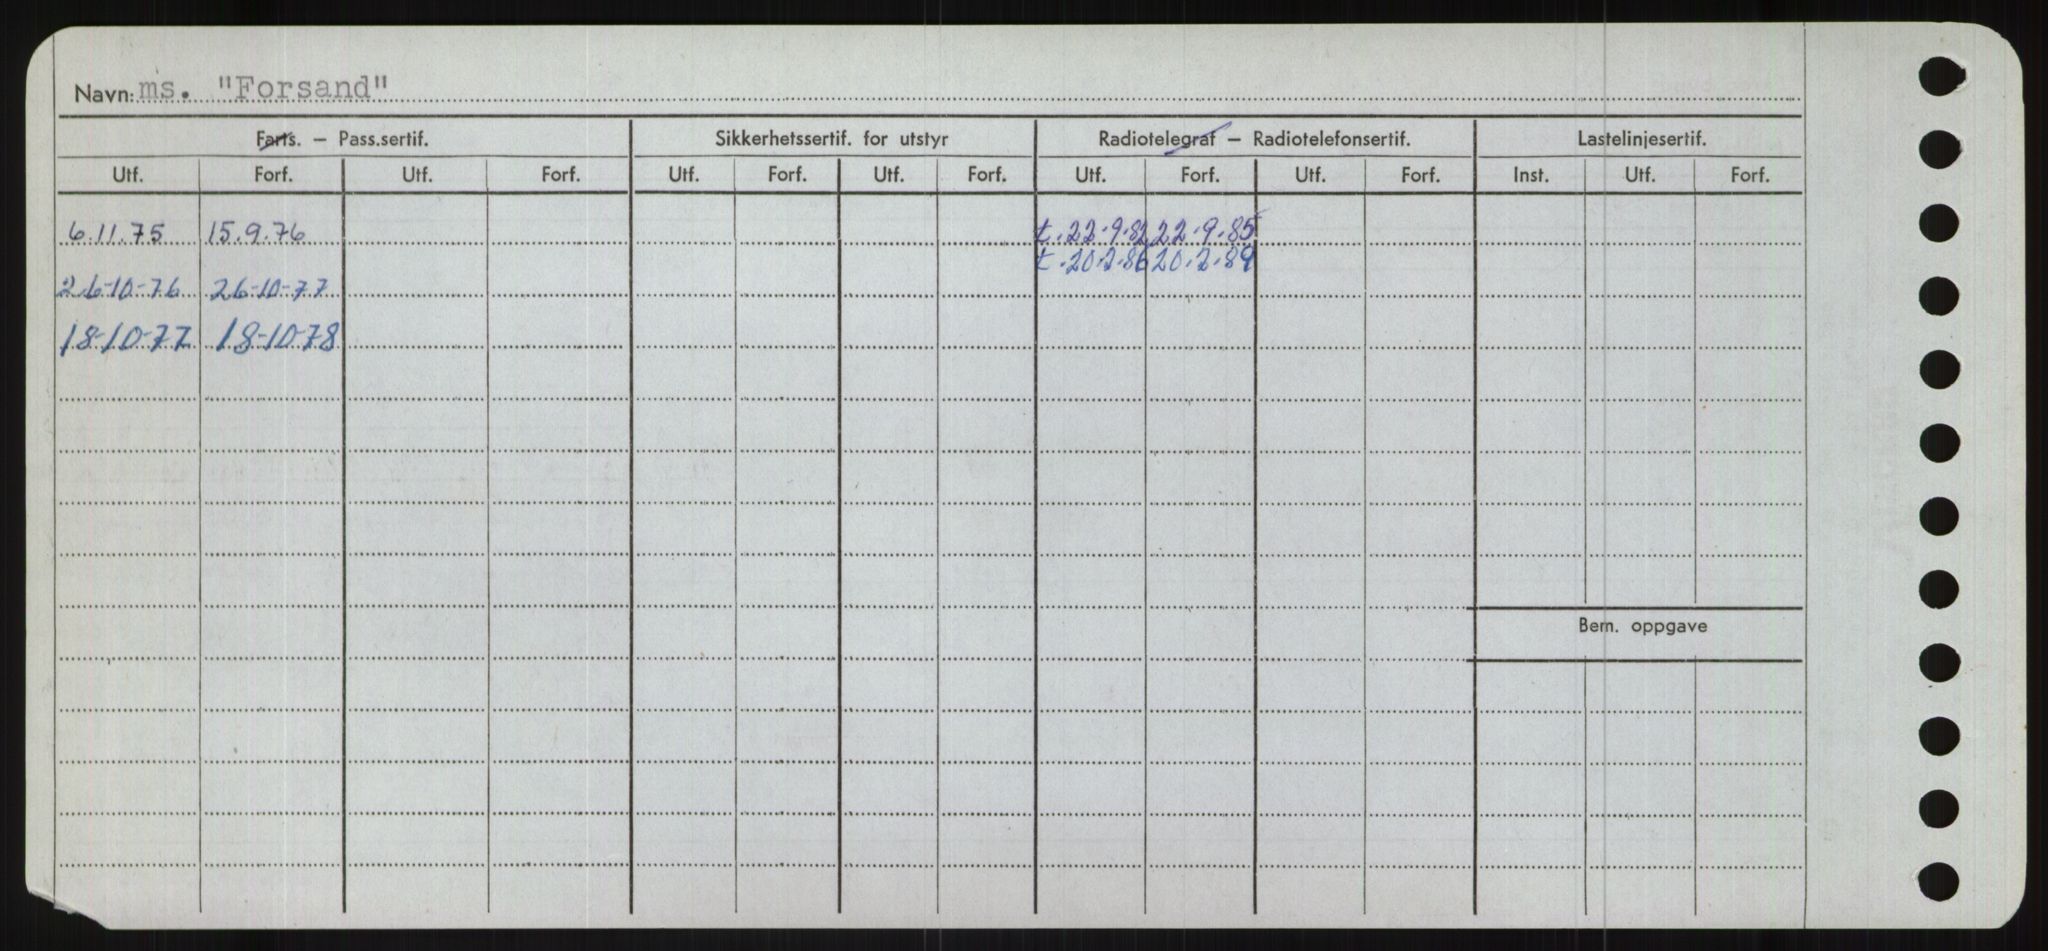 Navn: ms. "Forsand"
Farts. — Pass.sertif. Sikkerhetssertif. for utstyr Radiotelegraf — Radiotelefonsertif. Lastelinjesertif.
Utf. Forf. Utf. Forf. Utf. Forf. Utf. Forf. Utf. Forf. Utf. Forf. Inst. Utf. Forf.
6.11.75 15.9.76 t.22.9.82 22.9.85
t.20.2.86 20.2.89
26-10-76 26-10-77
18-10-77 18-10-78
Bem. oppgave